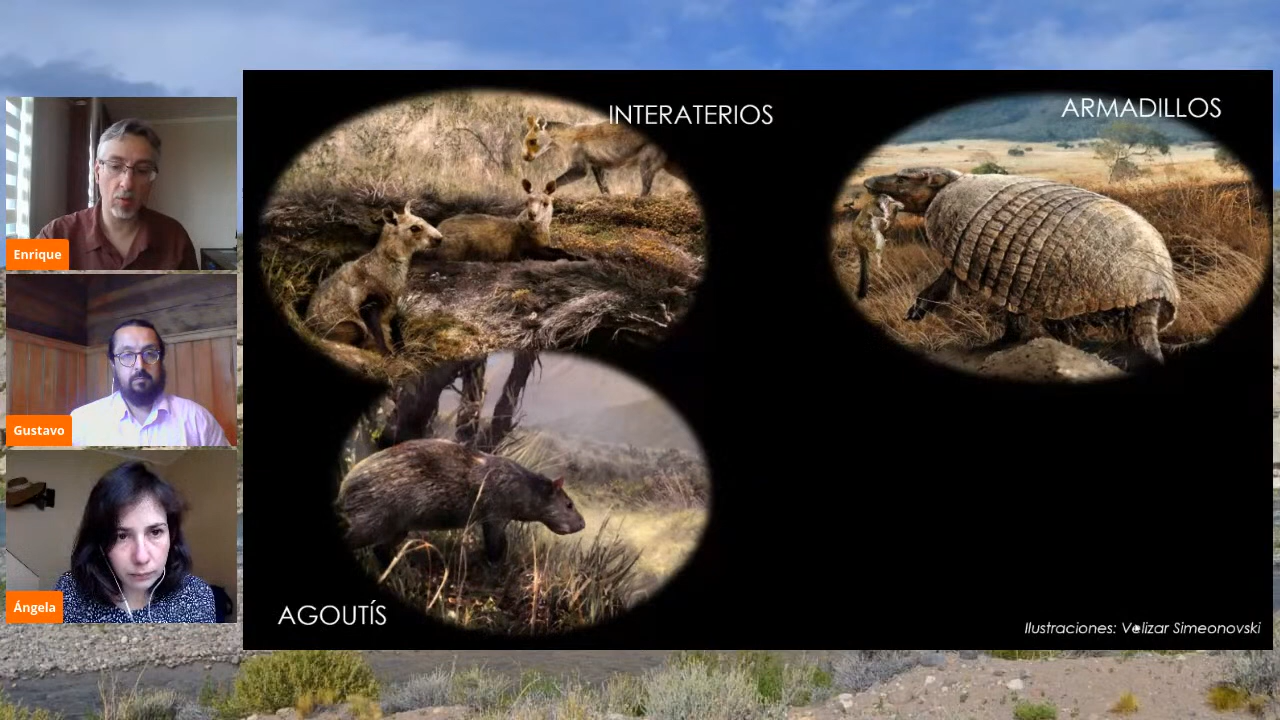 Enrique
Gustavo
Ángela
INTERATERIOS
ARMADILLOS
AGOUTÍS
Ilustraciones: Velizar Simeonovski